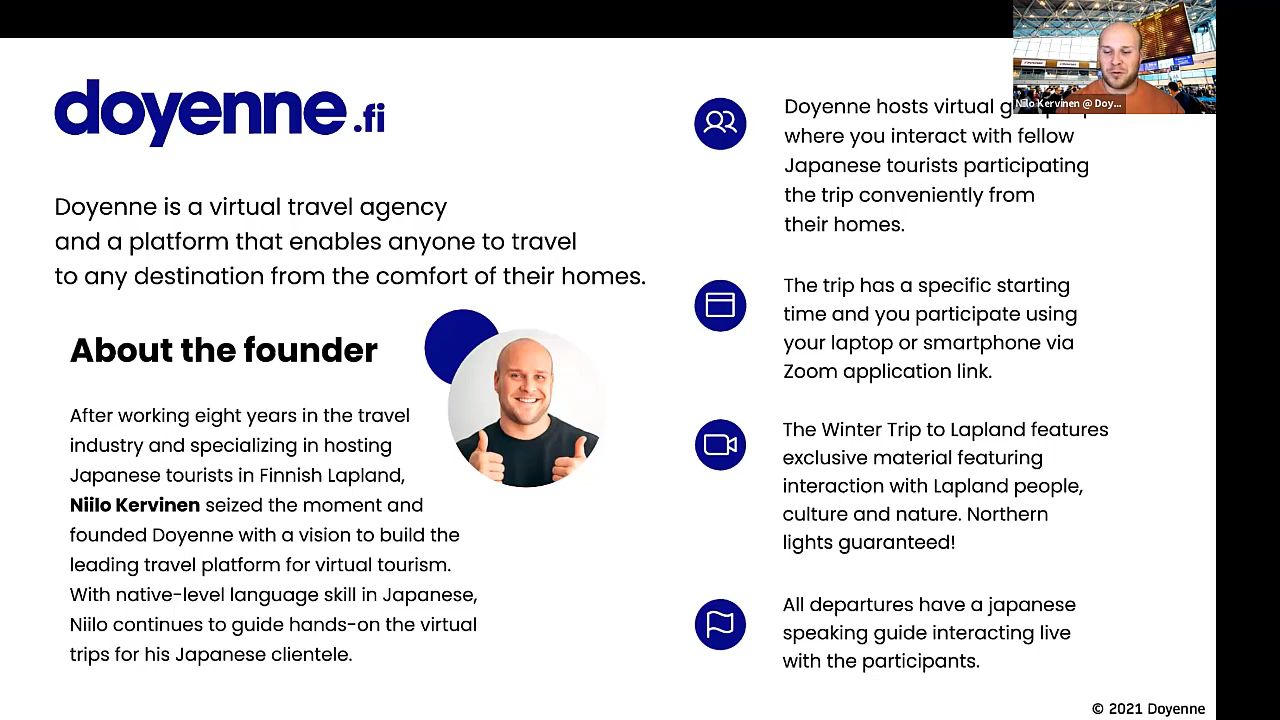 doyenne.fi
Doyenne is a virtual travel agency
and a platform that enables anyone to travel
to any destination from the comfort of their homes.
About the founder
After working eight years in the travel
industry and specializing in hosting
Japanese tourists in Finnish Lapland,
Niilo Kervinen seized the moment and
founded Doyenne with a vision to build the
leading travel platform for virtual tourism.
With native-level language skill in Japanese,
Niilo continues to guide hands-on the virtual
trips for his Japanese clientele.
Doyenne hosts virtual
where you interact with fellow
Japanese tourists participating
the trip conveniently from
their homes.
The trip has a specific starting
time and you participate using
your laptop or smartphone via
Zoom application link.
The Winter Trip to Lapland features
exclusive material featuring
interaction with Lapland people,
culture and nature. Northern
lights guaranteed!
All departures have a japanese
speaking guide interacting live
with the participants.
Niilo Kervinen @ Doy...
© 2021 Doyenne